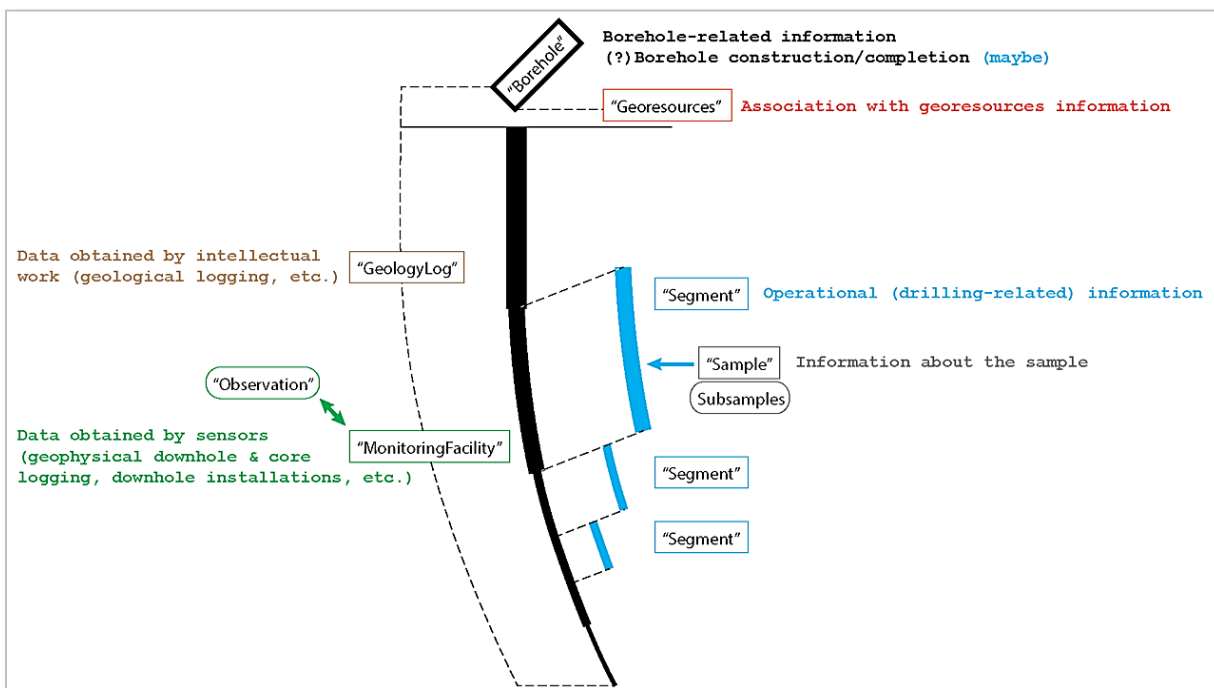 "Borehole"
Borehole-related information
(?)Borehole construction/completion (maybe)
"Georesources" Association with georesources information
Data obtained by intellectual
work (geological logging, etc.)
"GeologyLog"
"Segment" Operational (drilling-related) information
"Sample" Information about the sample
Subsamples
"Observation"
Data obtained by sensors
(geophysical downhole & core
logging, downhole installations, etc.)
"MonitoringFacility"
"Segment"
"Segment"